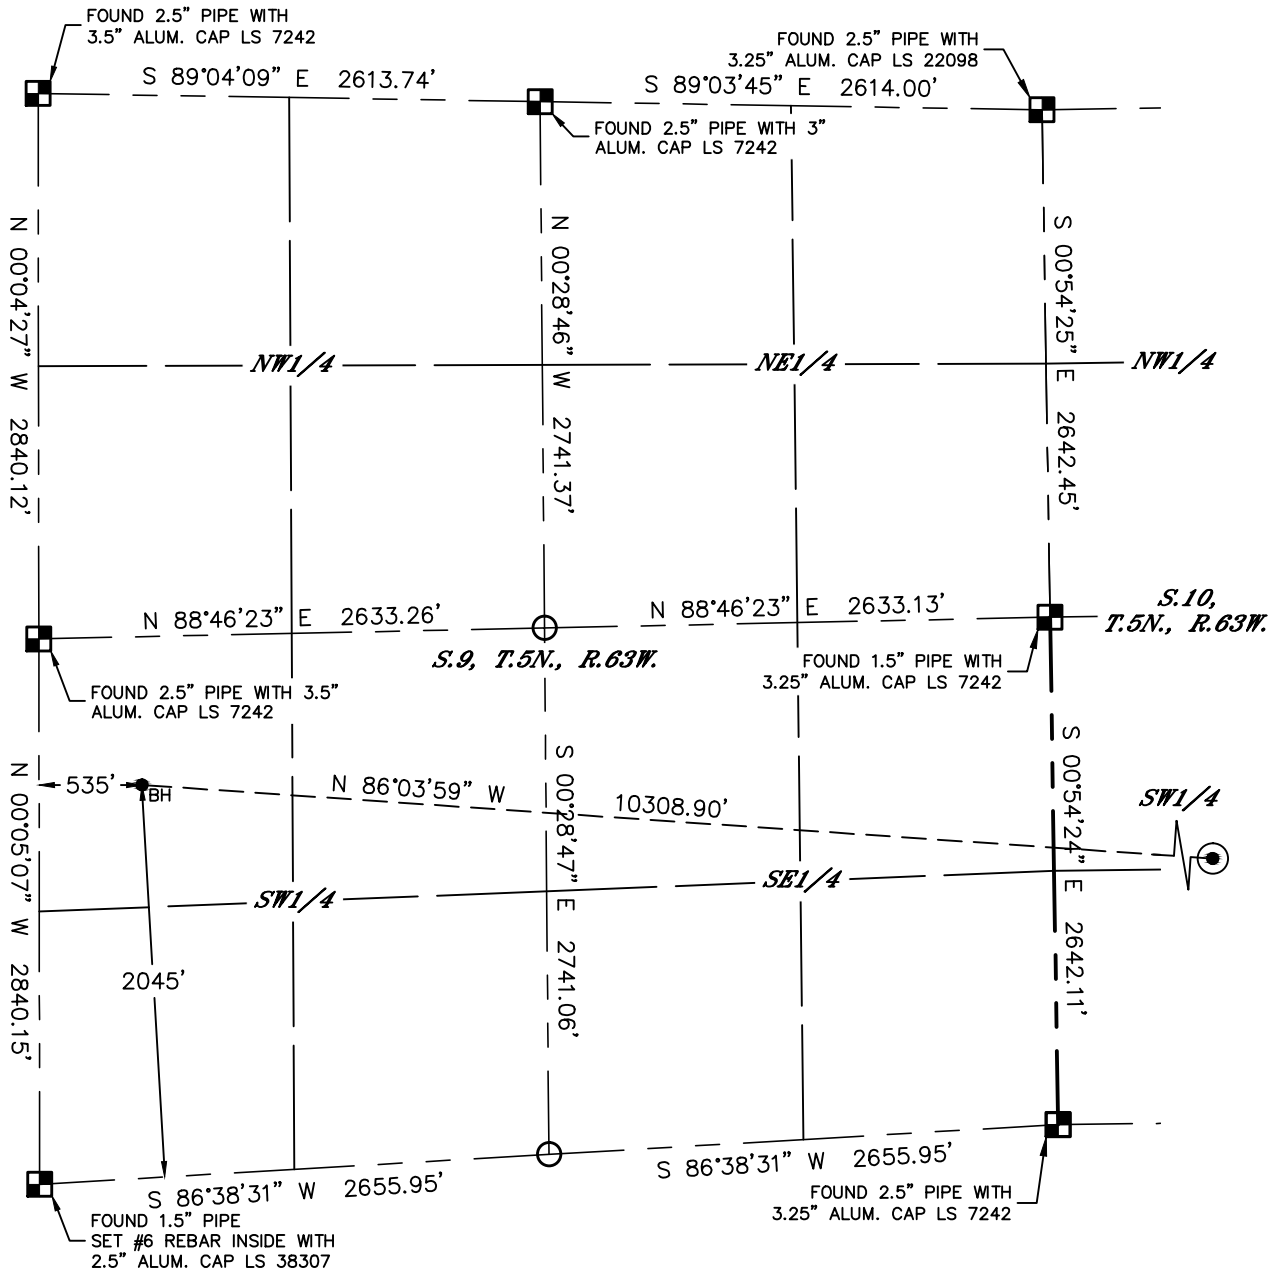 FOUND 2.5" PIPE WITH
3.5" ALUM. CAP LS 7242
FOUND 2.5" PIPE WITH
3.25" ALUM. CAP LS 22098
S 89°04'09" E 2613.74'
S 89°03'45" E 2614.00'
FOUND 2.5" PIPE WITH 3"
ALUM. CAP LS 7242
N 00°04'27" W 2840.12'
N 00°28'46" W 2741.37'
S 00°54'25" E 2642.45'
NW1/4
NE1/4
NW1/4
N 88°46'23" E 2633.26'
N 88°46'23" E 2633.13'
S.10,
T.5N., R.63W.
S.9, T.5N., R.63W.
FOUND 1.5" PIPE WITH
3.25" ALUM. CAP LS 7242
FOUND 2.5" PIPE WITH 3.5"
ALUM. CAP LS 7242
N 00°05'07" W 2840.15'
S 00°28'47" E 2741.06'
S 00°54'24" E 2642.11'
535'
BH
N 86°03'59" W 10308.90'
SW1/4
SW1/4
SE1/4
2045'
S 86°38'31" W 2655.95'
S 86°38'31" W 2655.95'
FOUND 2.5" PIPE WITH
3.25" ALUM. CAP LS 7242
FOUND 1.5" PIPE
SET #6 REBAR INSIDE WITH
2.5" ALUM. CAP LS 38307